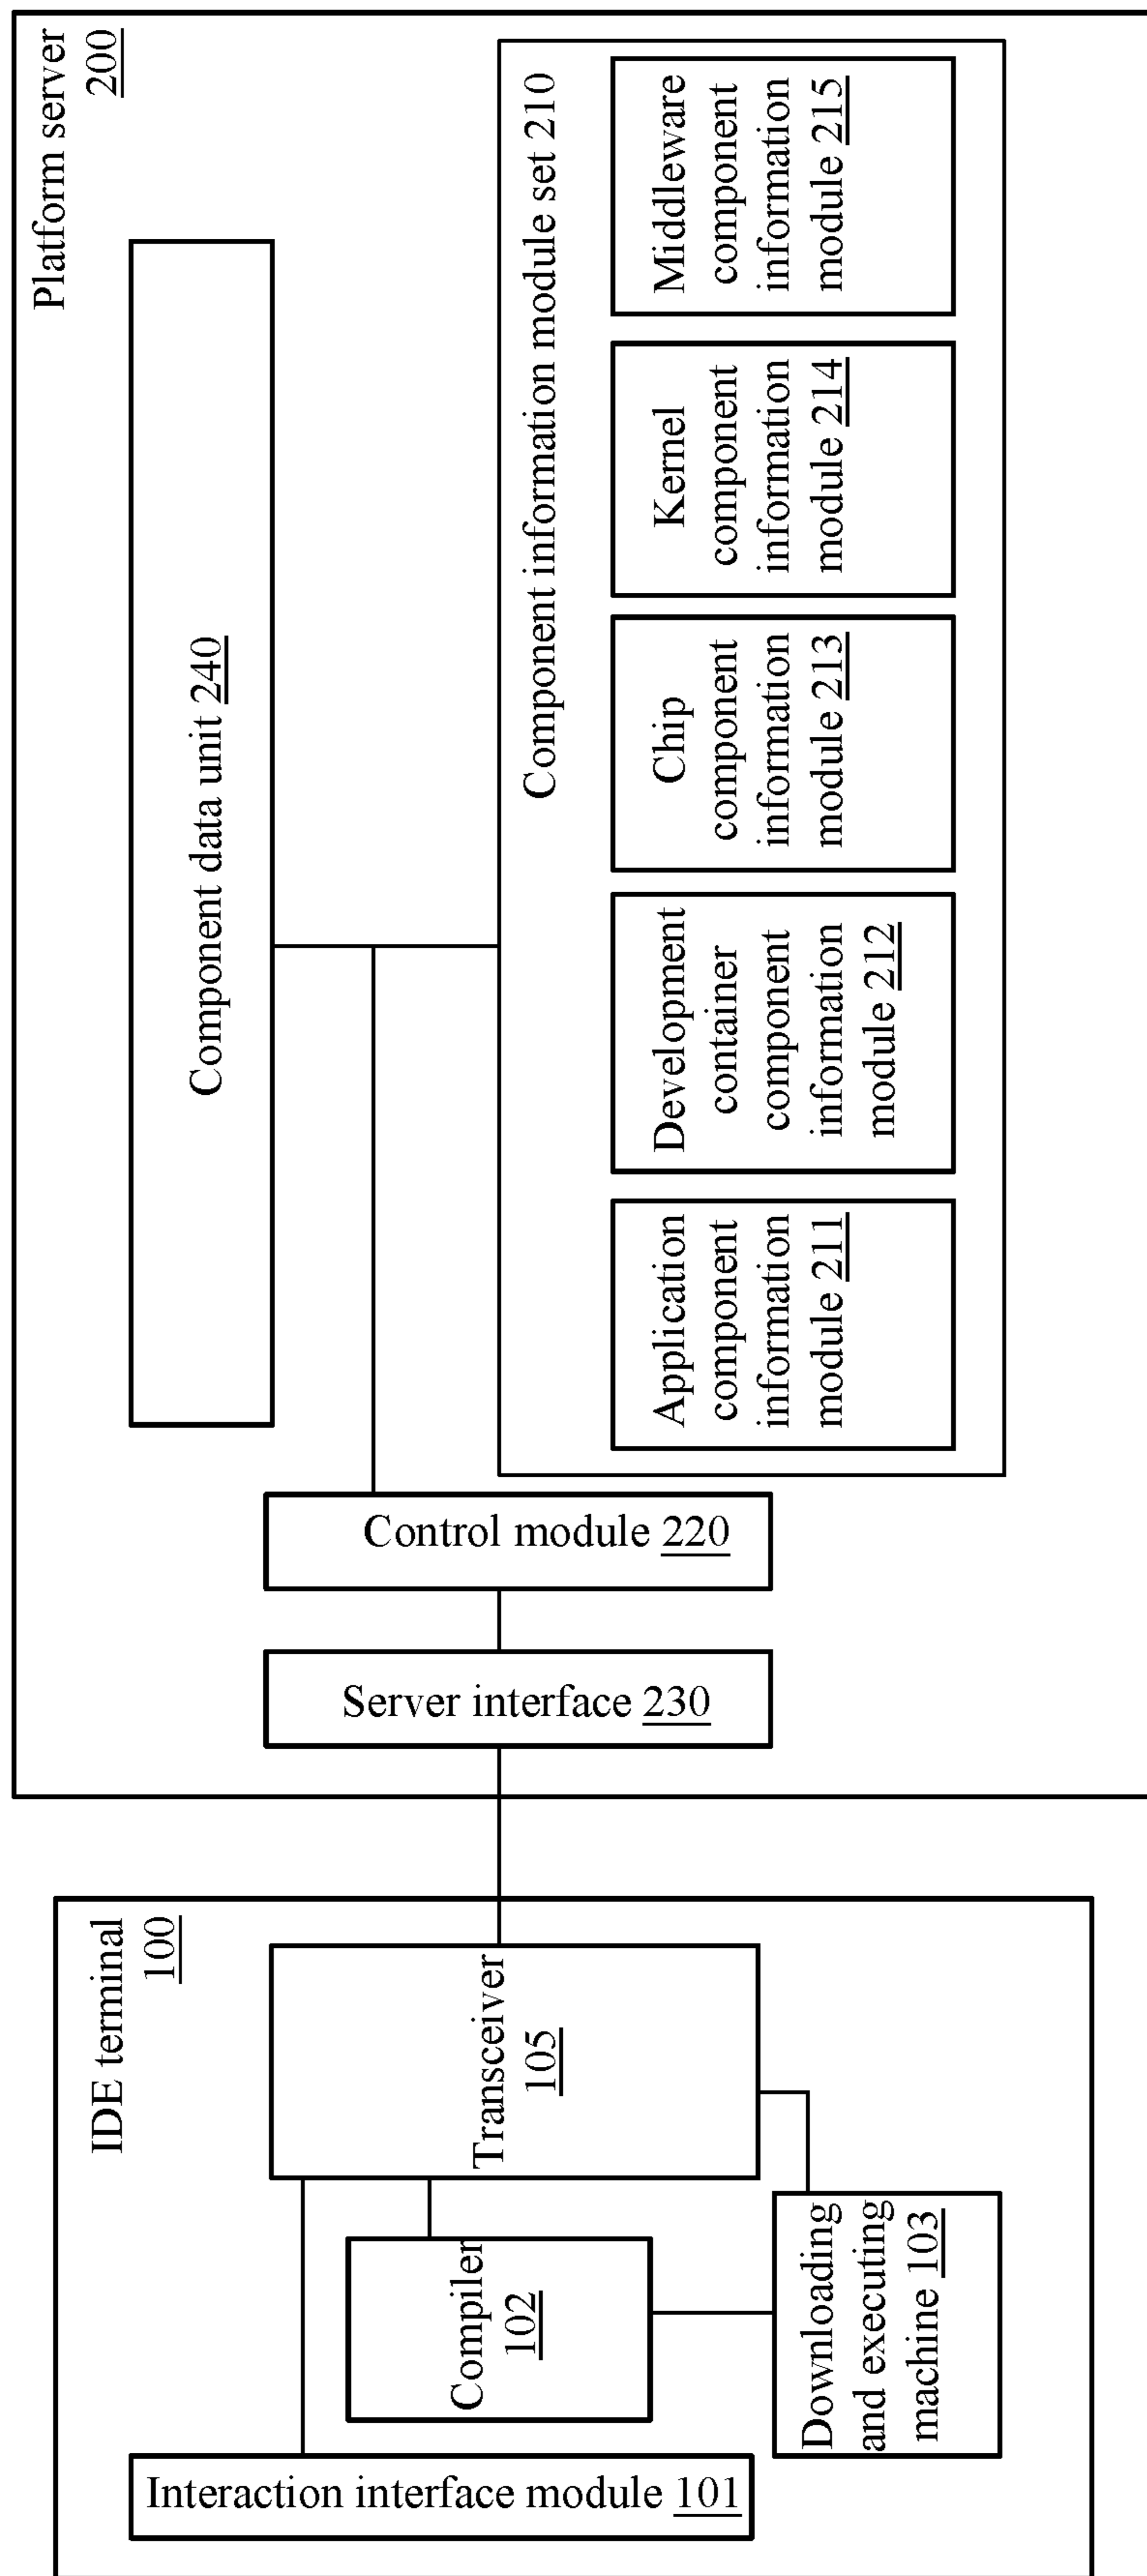 Platform server
200
Component data unit 240
Component information module set 210
Middleware
component
information
module 215
Kernel
component
information
module 214
Chip
component
information
module 213
Development
container
component
information
module 212
Application
component
information
module 211
Control module 220
Server interface 230
IDE terminal
100
Transceiver
105
Compiler
102
Downloading
and executing
machine 103
Interaction interface module 101